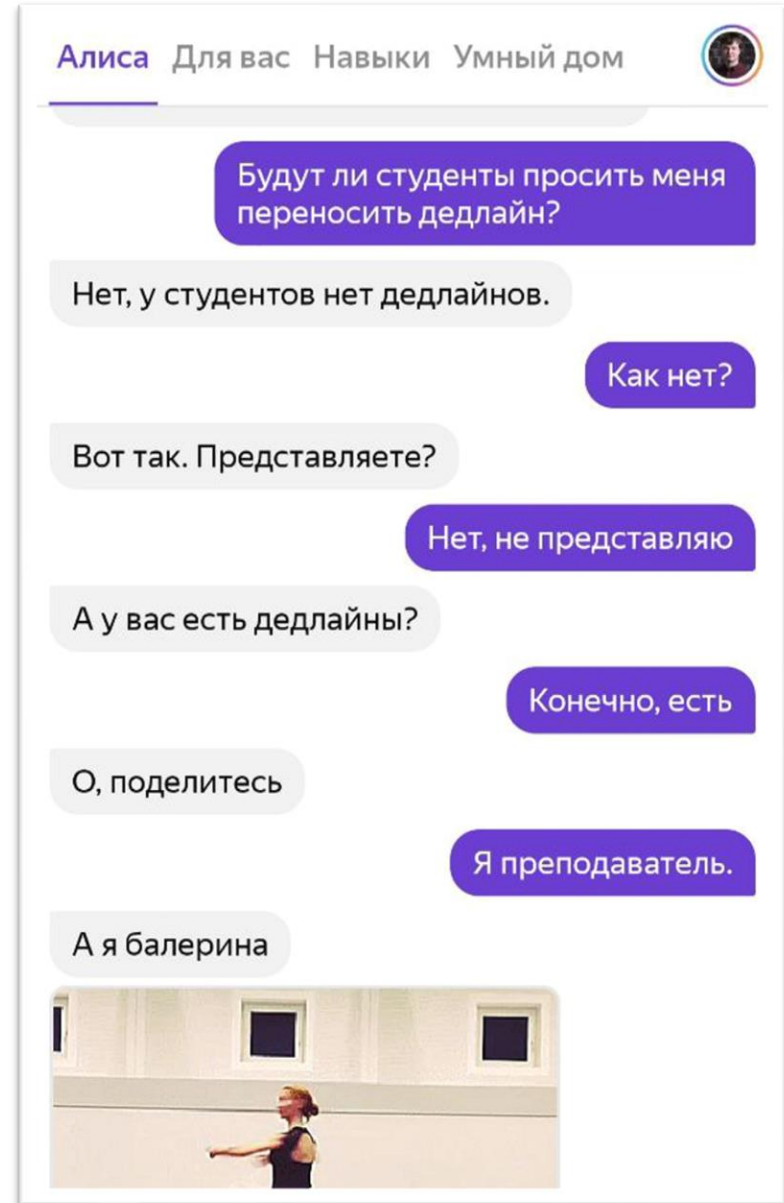 Алиса Для вас Навыки Умный дом
Будут ли студенты просить меня
переносить дедлайн?
Нет, у студентов нет дедлайнов.
Как нет?
Вот так. Представляете?
Нет, не представляю
А у вас есть дедлайны?
Конечно, есть
О, поделитесь
Я преподаватель.
А я балерина